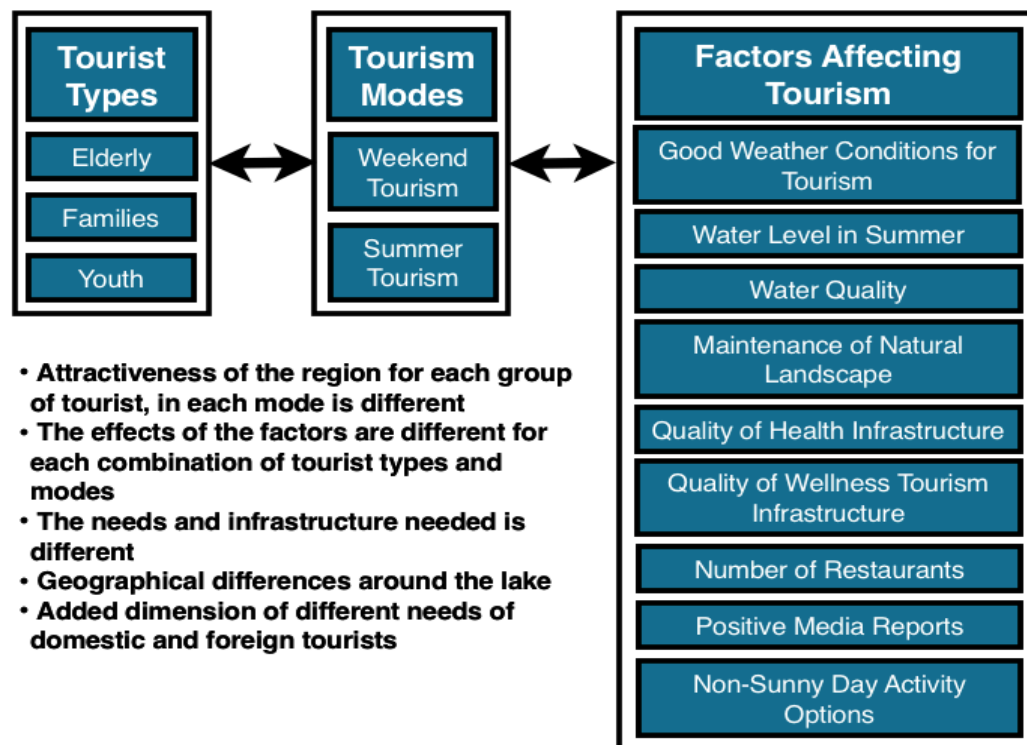 Tourist
Types
Elderly
Families
Youth
Tourism
Modes
Weekend
Tourism
Summer
Tourism
Factors Affecting
Tourism
Good Weather Conditions for
Tourism
Water Level in Summer
Water Quality
Maintenance of Natural
Landscape
Quality of Health Infrastructure
Quality of Wellness Tourism
Infrastructure
Number of Restaurants
Positive Media Reports
Non-Sunny Day Activity
Options
• Attractiveness of the region for each group
of tourist, in each mode is different
• The effects of the factors are different for
each combination of tourist types and
modes
• The needs and infrastructure needed is
different
• Geographical differences around the lake
• Added dimension of different needs of
domestic and foreign tourists